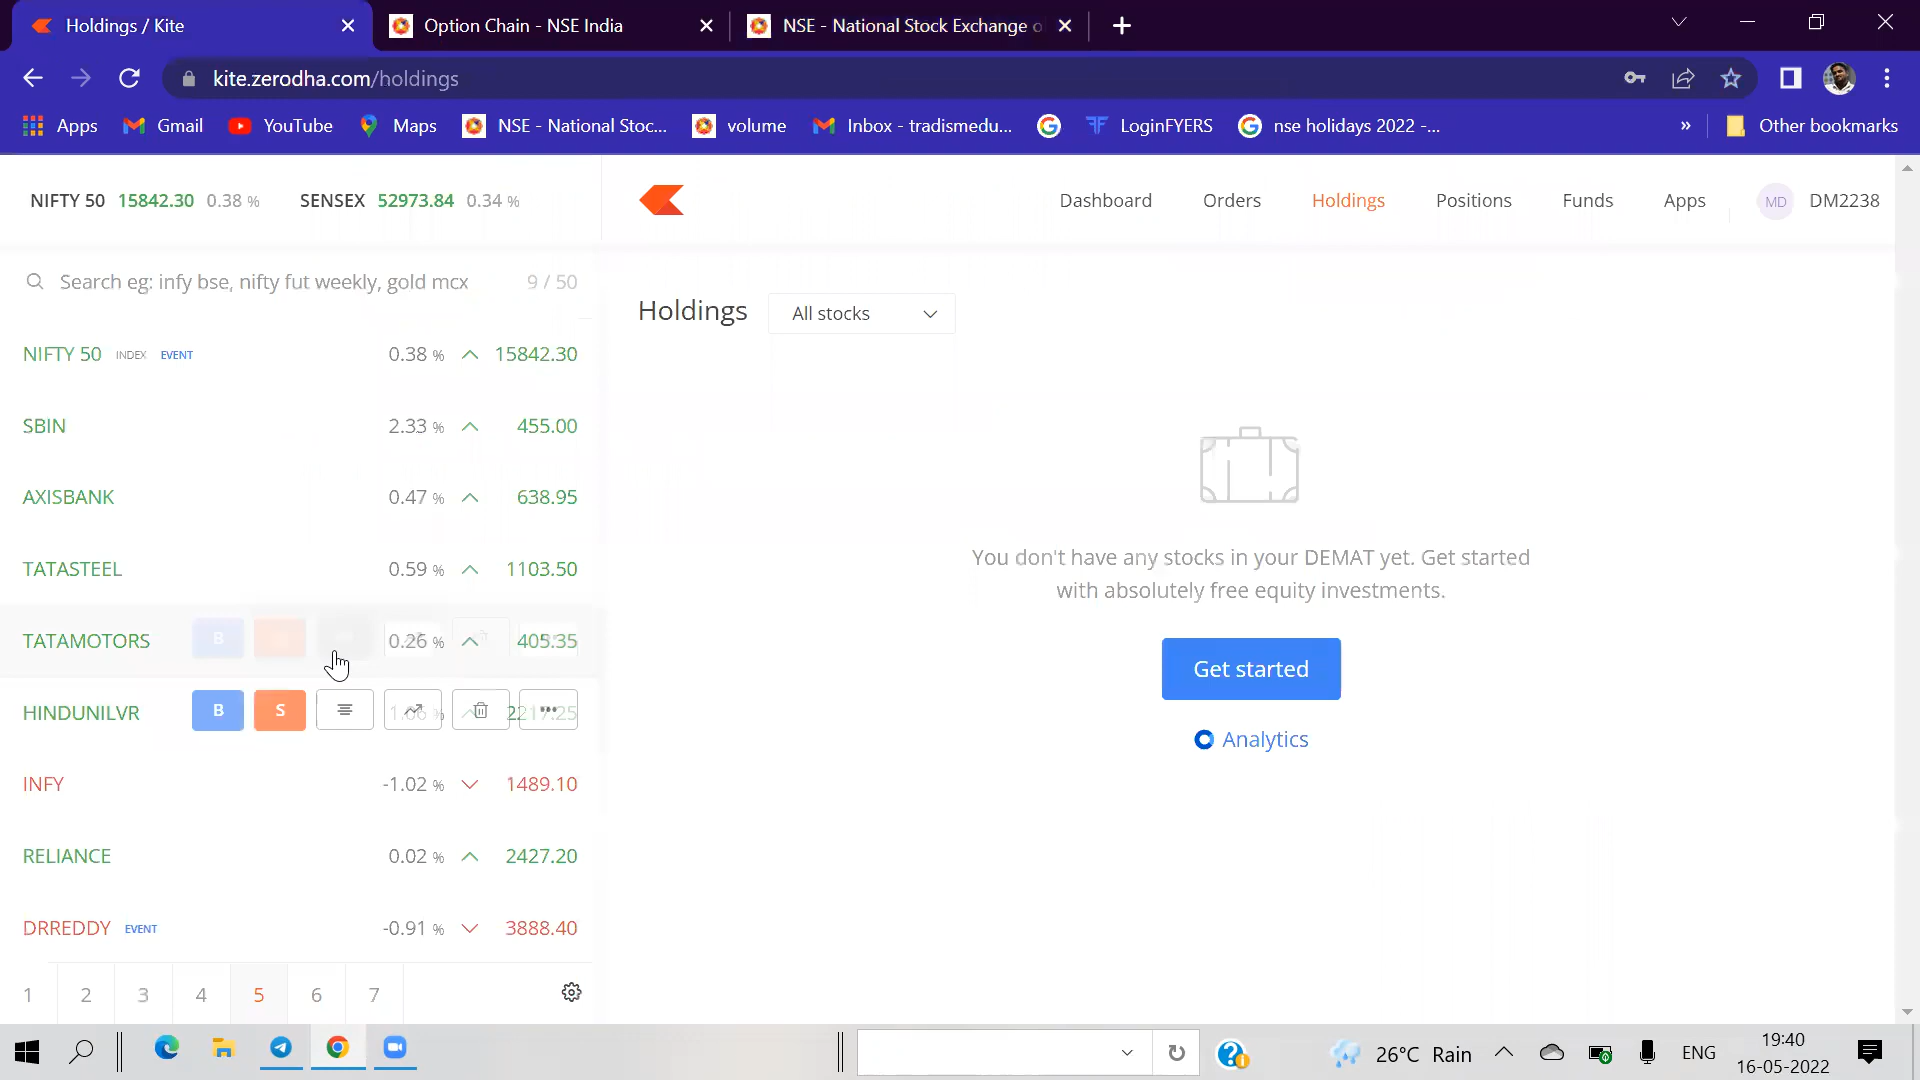 Holdings / Kite
Option Chain - NSE India
NSE - National Stock Exchange o
kite.zerodha.com/holdings
Apps Gmail YouTube Maps NSE - National Stoc... volume Inbox - tradismedu... LoginFYERS nse holidays 2022 -... » Other bookmarks
NIFTY 50 15842.30 0.38 % SENSEX 52973.84 0.34 %
Dashboard Orders Holdings Positions Funds Apps MD DM2238
Search eg: infy bse, nifty fut weekly, gold mcx 9 / 50
Holdings All stocks
NIFTY 50 INDEX EVENT 0.38 % 15842.30
SBIN 2.33 % 455.00
AXISBANK 0.47 % 638.95
TATASTEEL 0.59 % 1103.50
TATAMOTORS B 0.26 % 405.35
HINDUNILVR B S 1.06 % 2217.25
INFY -1.02 % 1489.10
RELIANCE 0.02 % 2427.20
DRREDDY EVENT -0.91 % 3888.40
1 2 3 4 5 6 7
You don't have any stocks in your DEMAT yet. Get started
with absolutely free equity investments.
Get started
Analytics
26°C Rain
ENG
19:40
16-05-2022